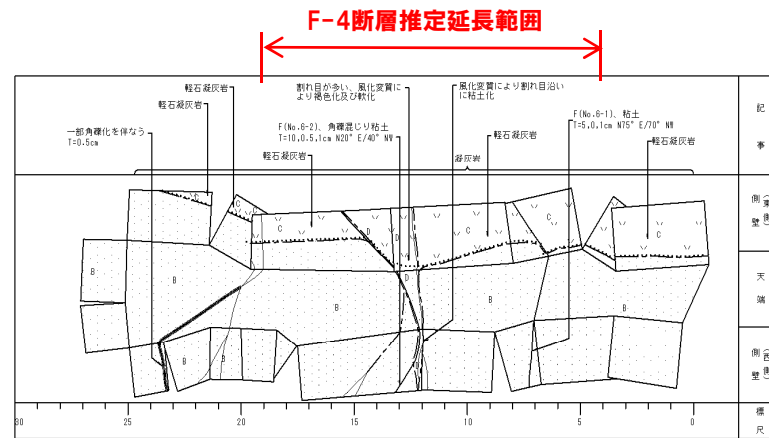 F-4断層推定延長範囲
軽石凝灰岩
軽石凝灰岩
一部角礫化を伴なう
T=0.5cm
割れ目が多い、風化変質に
より褐色化及び軟化
風化変質により割れ目沿い
に粘土化
F(No.6-2)、角礫混じり粘土
T=10.0.5.1cm N20°E/40°NW
F(No.6-1)、粘土
T=5,0.1cm N75°E/70°NW
軽石凝灰岩
凝灰岩
軽石凝灰岩
軽石凝灰岩
記事
側壁(東側)
天端
側壁(西側)
標尺
C
C
C
D
D
C
C
B
B
D
B
B
B
B
B
30
25
20
15
10
5
0